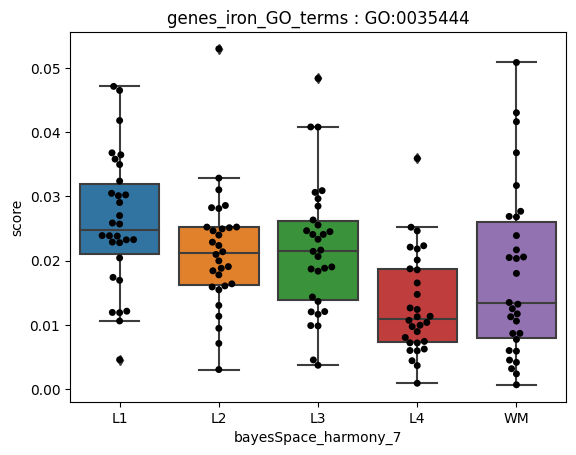 genes_iron_GO_terms : GO:0035444
score
0.05
0.04
0.03
0.02
0.01
0.00
L1 L2 L3 L4 WM
bayesSpace_harmony_7